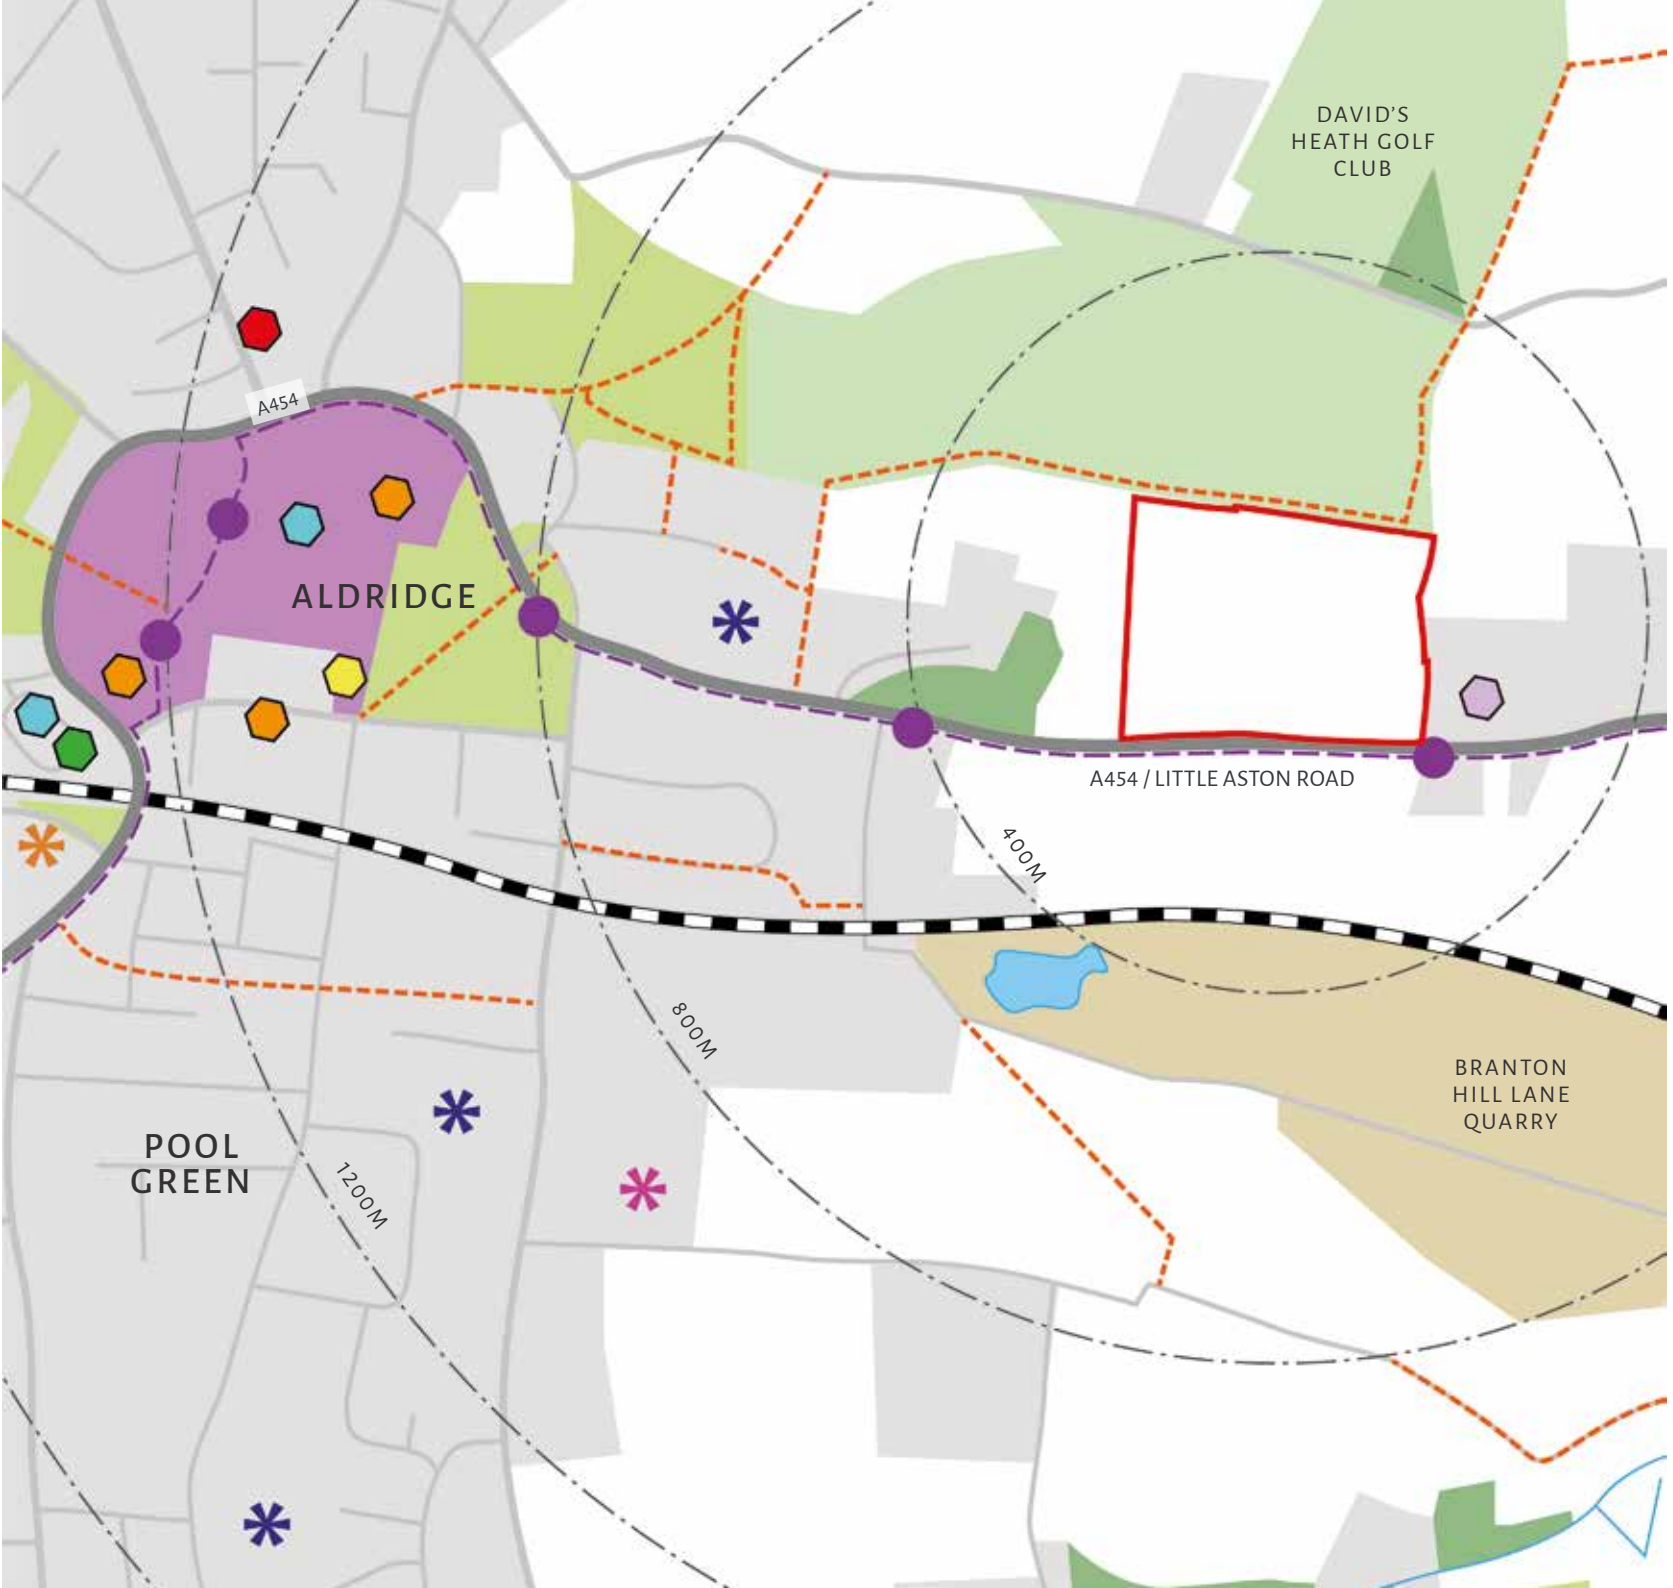 DAVID'S
HEATH GOLF
CLUB
A454
ALDRIDGE
A454 / LITTLE ASTON ROAD
400M
800M
BRANTON
HILL LANE
QUARRY
POOL
GREEN
1200M